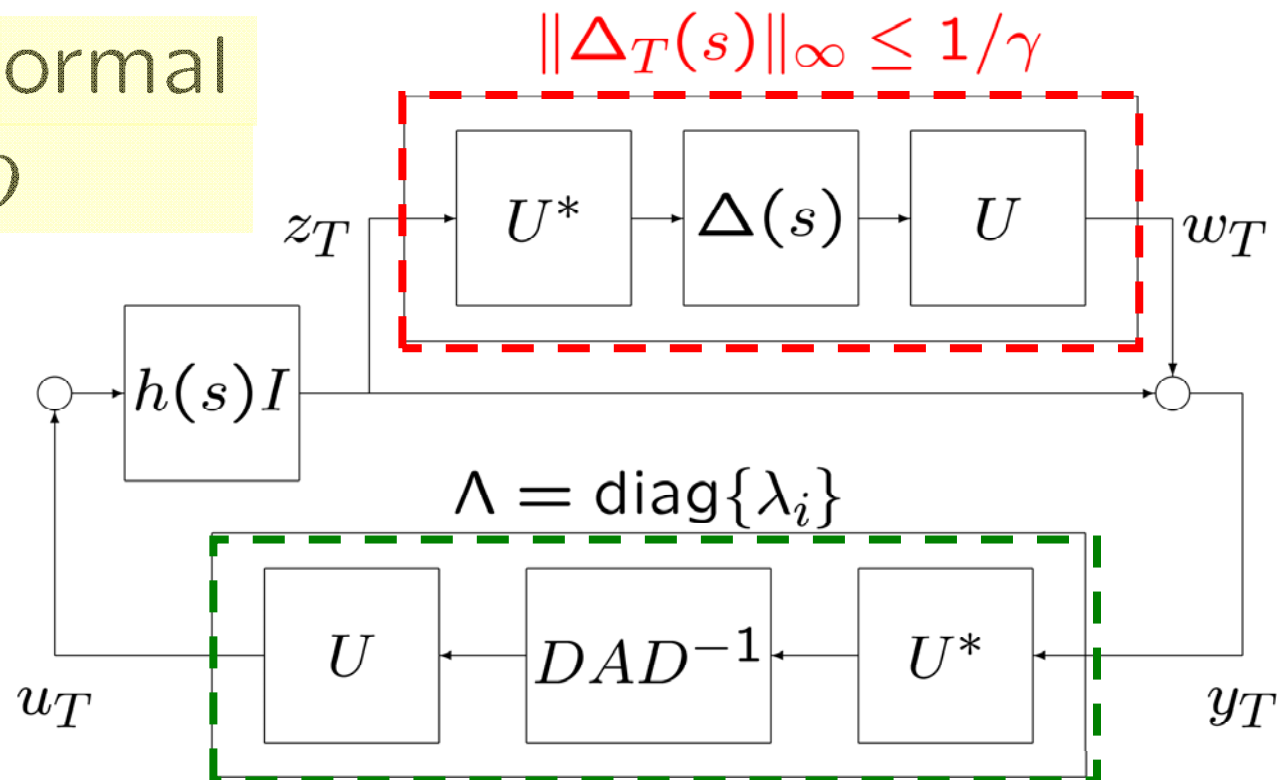 ‖Δ_T(s)‖_∞ ≤ 1/γ
ormal
U* Δ(s) U
z_T w_T
h(s)I
Λ = diag{λ_i}
U DAD⁻¹ U*
u_T y_T